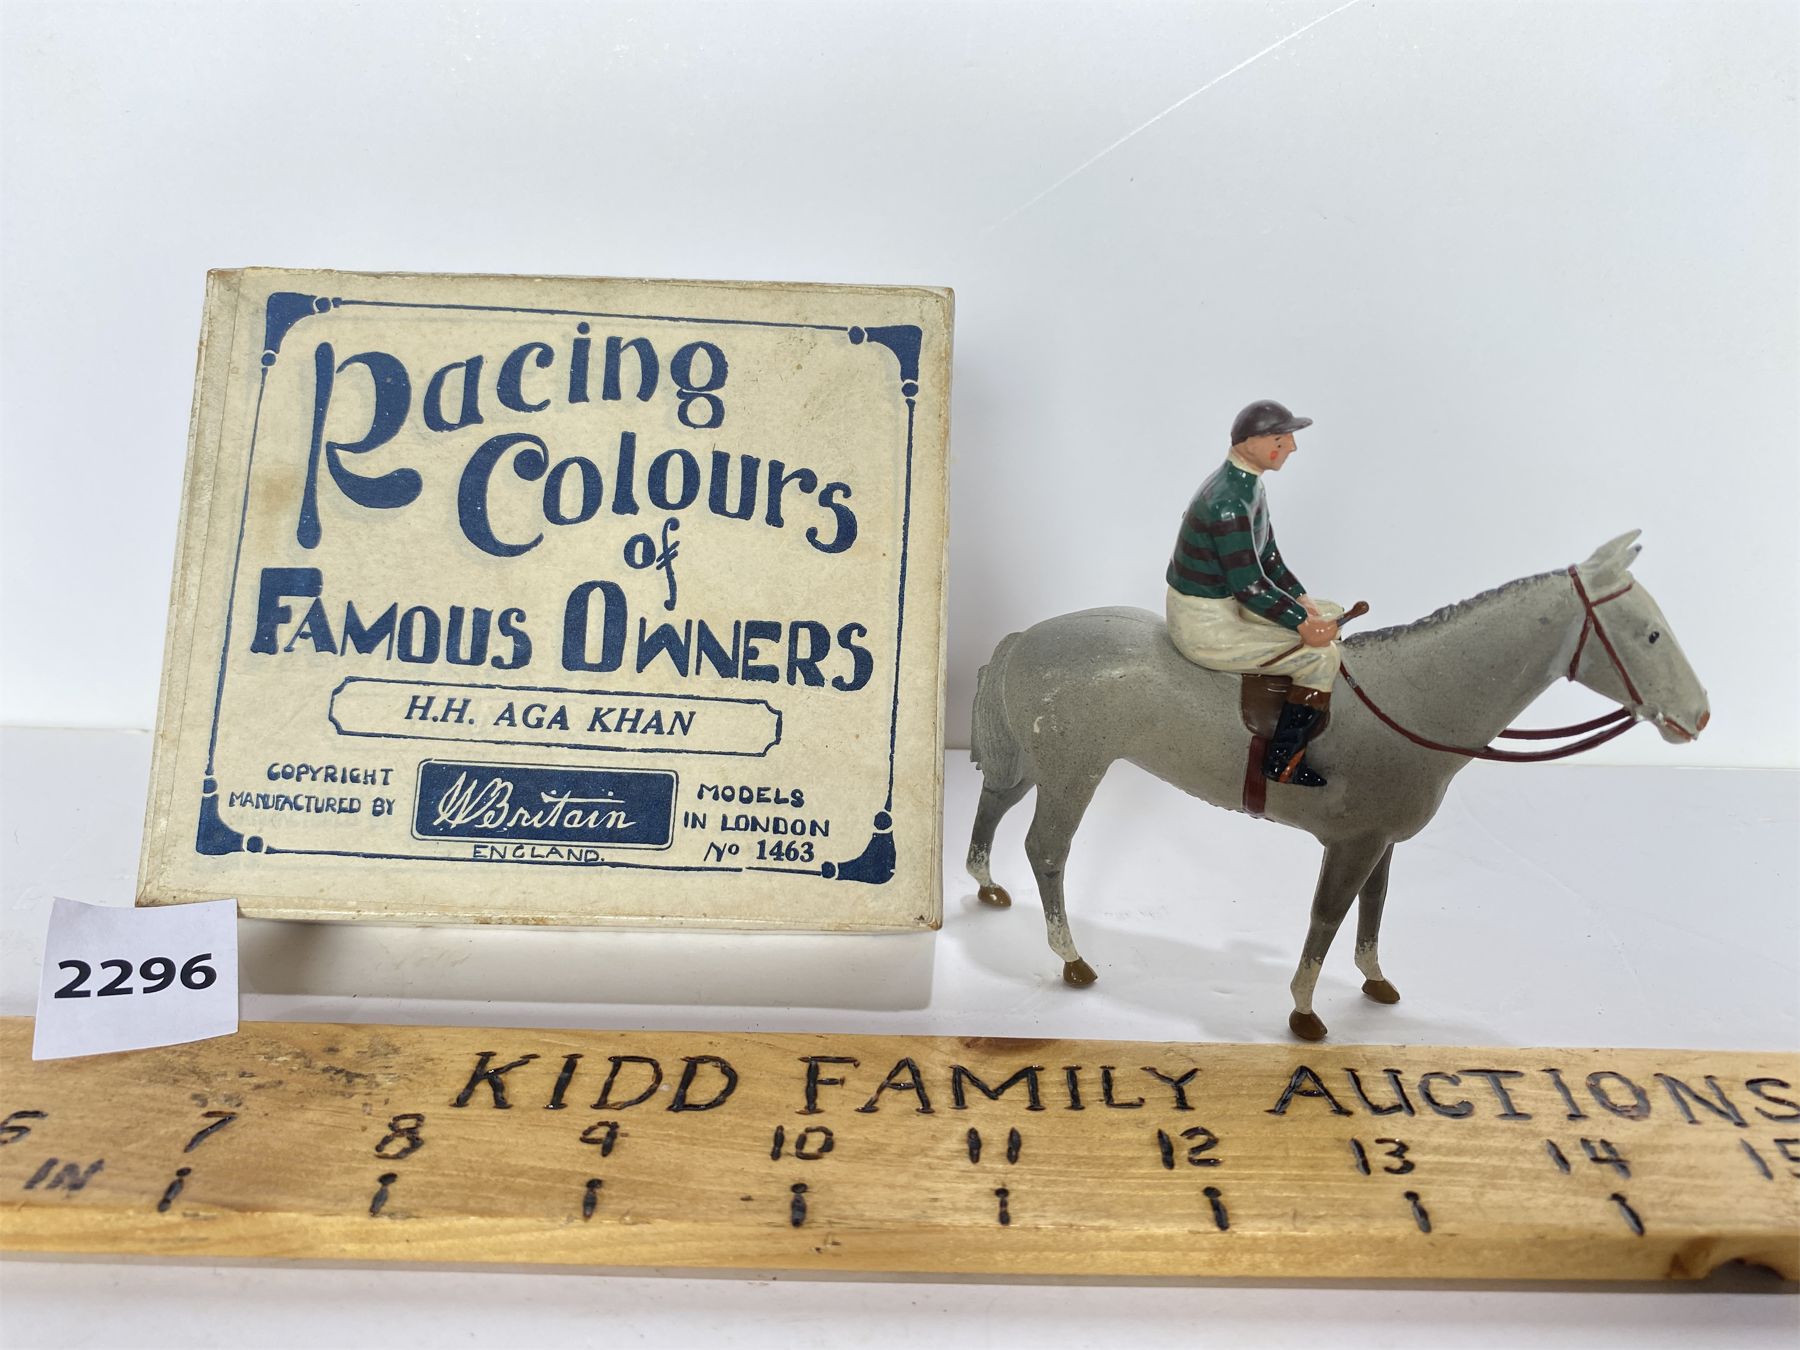 Racing
Colours
of
FAMOUS OWNERS
H.H. AGA KHAN
COPYRIGHT
MANUFACTURED BY
W Britain
ENGLAND.
MODELS
IN LONDON
No 1463
2296
KIDD FAMILY AUCTIONS
6 7 8 9 10 11 12 13 14 15
IN